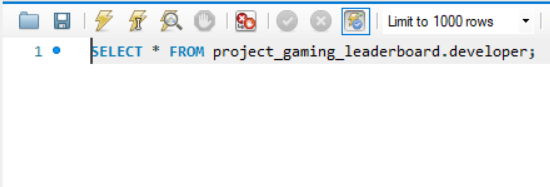 Limit to 1000 rows
1 SELECT * FROM project_gaming_leaderboard.developer;